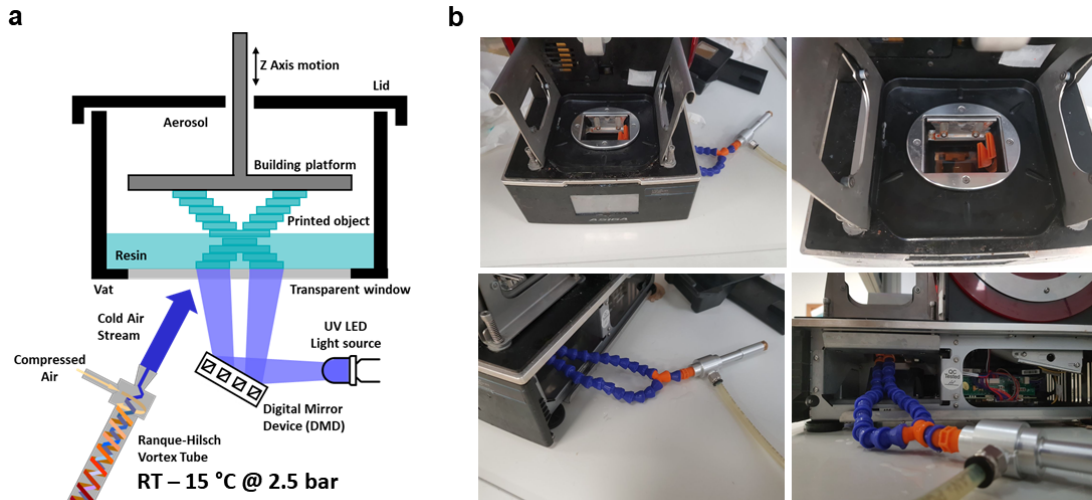 a
Z Axis motion
Lid
Aerosol
Building platform
Printed object
Resin
Vat
Transparent window
Cold Air
Stream
UV LED
Light source
Compressed
Air
Digital Mirror
Device (DMD)
Ranque-Hilsch
Vortex Tube
RT – 15 °C @ 2.5 bar
b
ASIGA